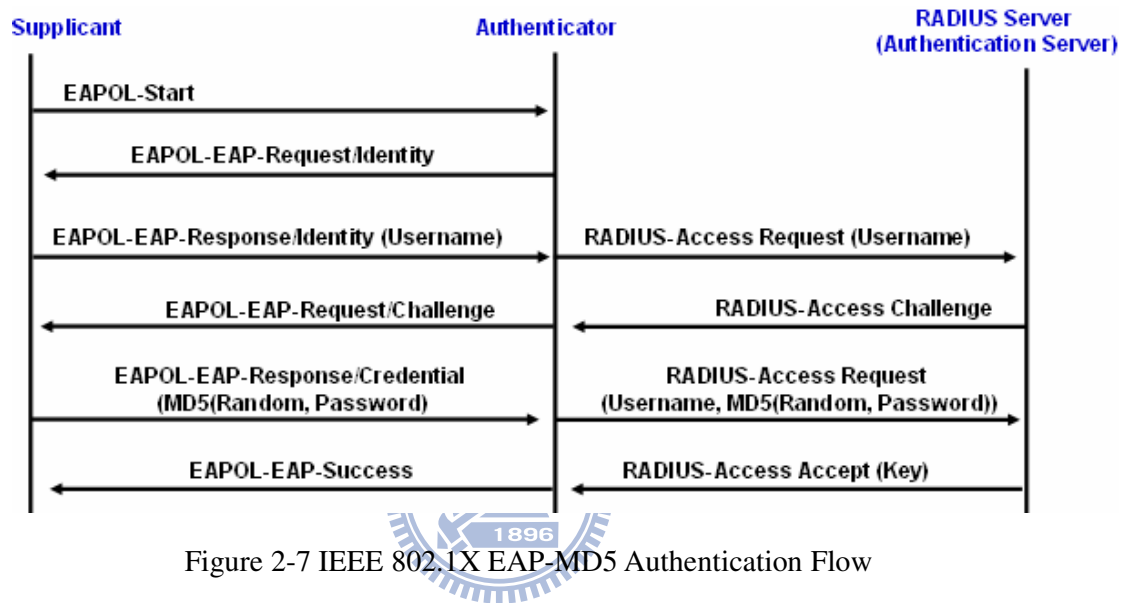 Supplicant
Authenticator
RADIUS Server
(Authentication Server)
EAPOL-Start
EAPOL-EAP-Request/Identity
EAPOL-EAP-Response/Identity (Username)
RADIUS-Access Request (Username)
EAPOL-EAP-Request/Challenge
RADIUS-Access Challenge
EAPOL-EAP-Response/Credential
(MD5(Random, Password)
RADIUS-Access Request
(Username, MD5(Random, Password))
EAPOL-EAP-Success
RADIUS-Access Accept (Key)
1896
Figure 2-7 IEEE 802.1X EAP-MD5 Authentication Flow